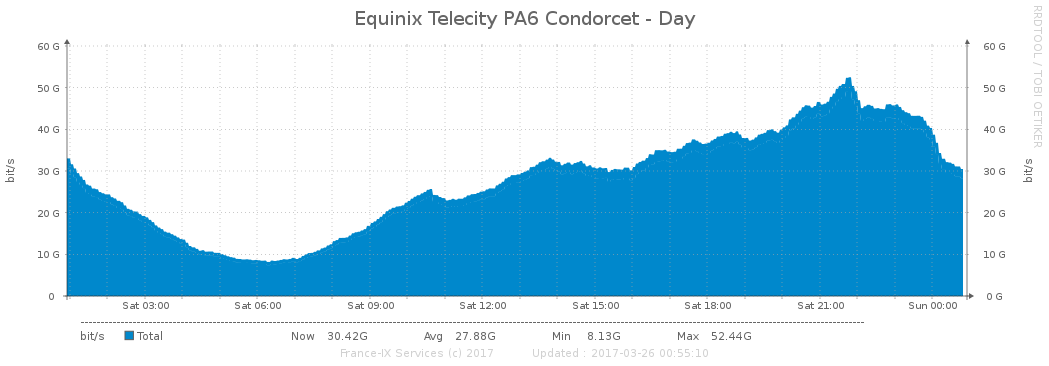 Equinix Telecity PA6 Condorcet - Day
RRDTOOL / TOBI OETIKER
bit/s
60 G
50 G
40 G
30 G
20 G
10 G
0
60 G
50 G
40 G
30 G
20 G
10 G
0 G
bit/s
Sat 03:00 Sat 06:00 Sat 09:00 Sat 12:00 Sat 15:00 Sat 18:00 Sat 21:00 Sun 00:00
bit/s Total Now 30.42G Avg 27.88G Min 8.13G Max 52.44G
France-IX Services (c) 2017 Updated : 2017-03-26 00:55:10